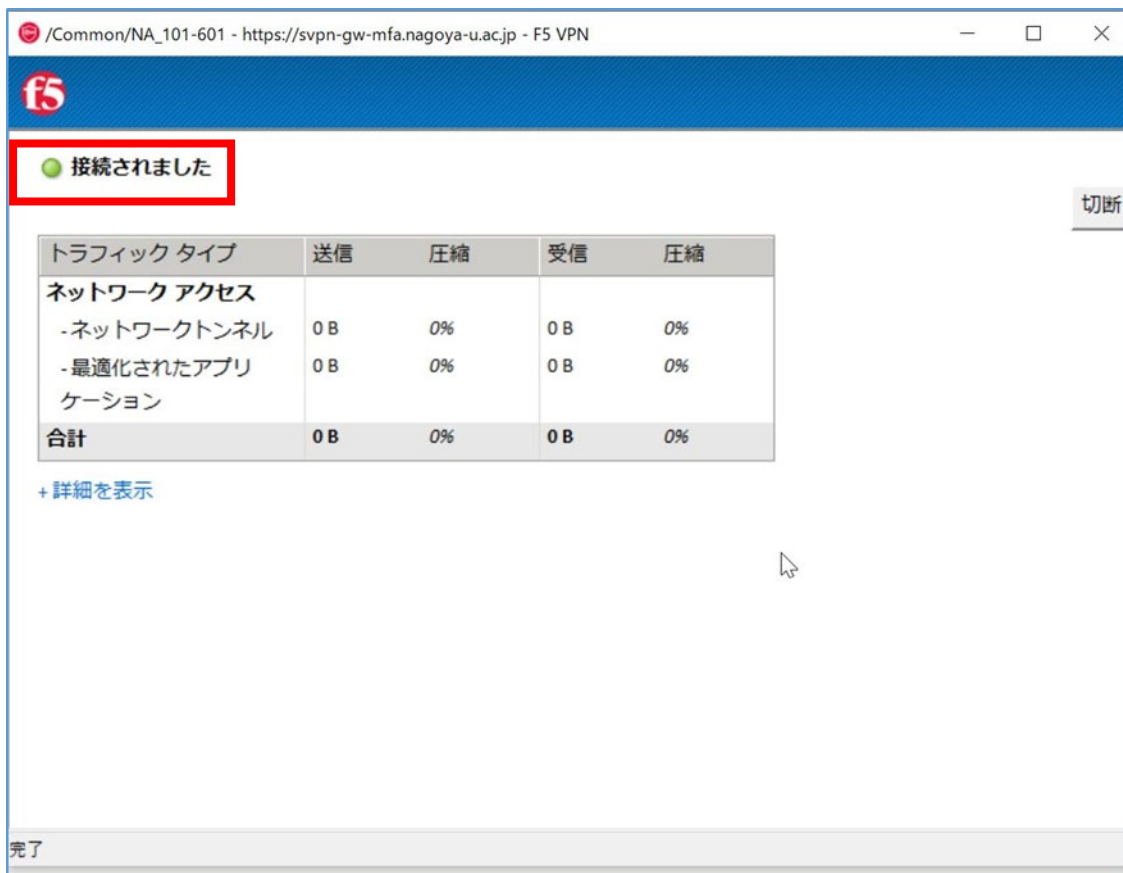 /Common/NA_101-601 - https://svpn-gw-mfa.nagoya-u.ac.jp - F5 VPN
f5
接続されました
切断
トラフィック タイプ 送信 圧縮 受信 圧縮
ネットワーク アクセス
-ネットワークトンネル 0 B 0% 0 B 0%
-最適化されたアプリ 0 B 0% 0 B 0%
ケーション
合計 0 B 0% 0 B 0%
+ 詳細を表示
完了